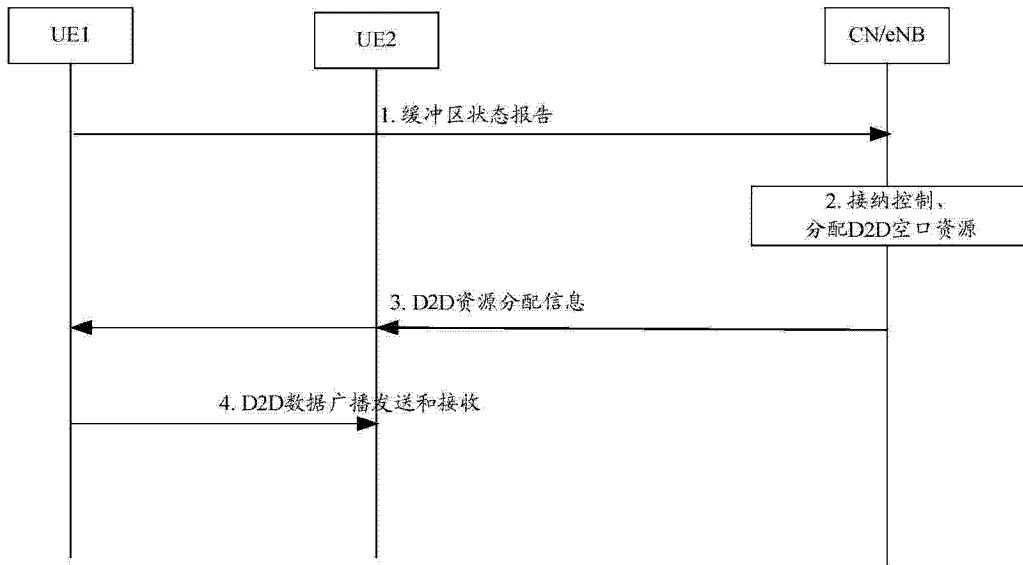 UE1
UE2
CN/eNB
1. 缓冲区状态报告
2. 接纳控制、
分配D2D空口资源
3. D2D资源分配信息
4. D2D数据广播发送和接收